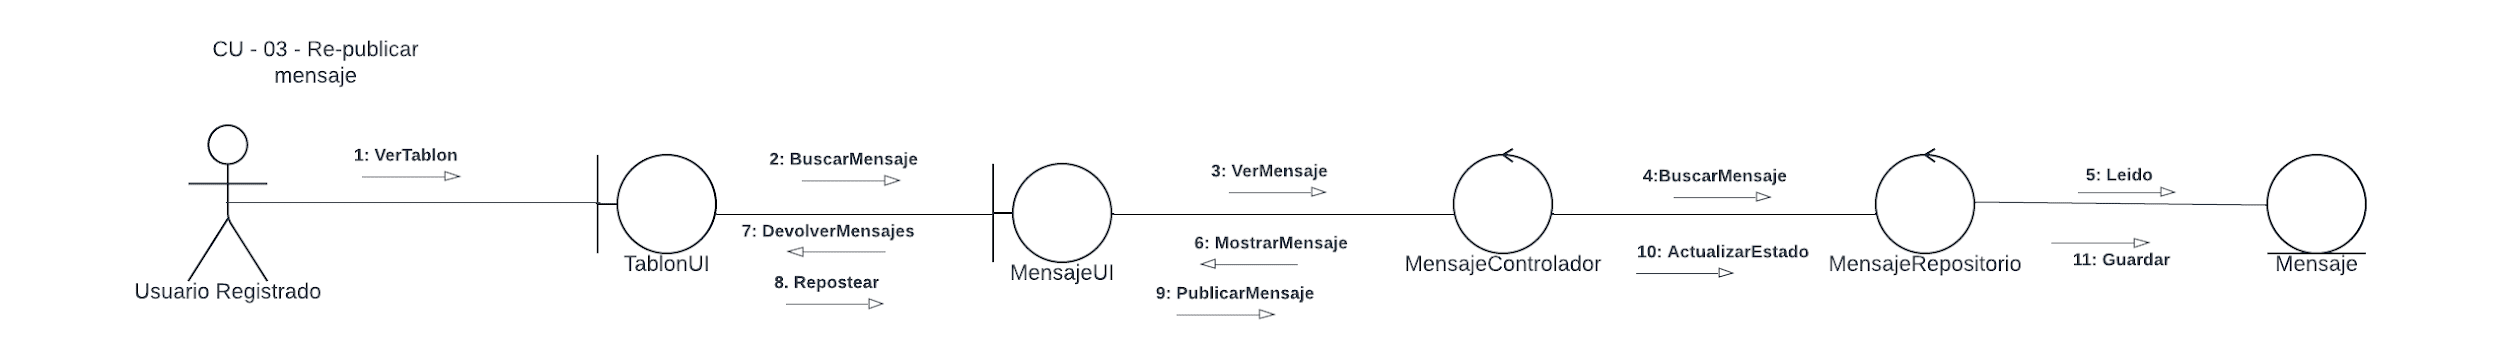 CU - 03 - Re-publicar
mensaje
1: VerTablon
2: BuscarMensaje
3: VerMensaje
4:BuscarMensaje
5: Leido
7: DevolverMensajes
6: MostrarMensaje
10: ActualizarEstado
11: Guardar
TablonUI
MensajeUI
MensajeControlador
MensajeRepositorio
Mensaje
8. Repostear
9: PublicarMensaje
Usuario Registrado